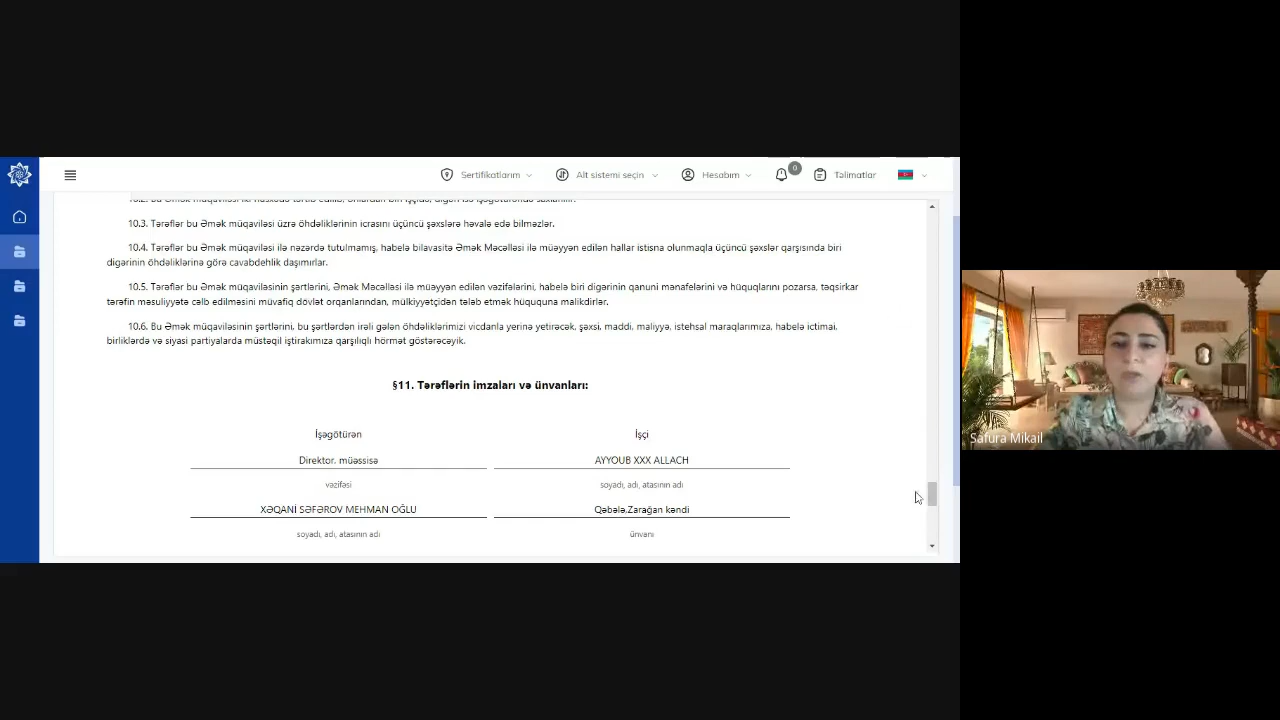 Sertifikatlarım
Alt sistemi seçin
Hesabım
0
Təlimatlar
10.3. Tərəflər bu Əmək müqaviləsi üzrə öhdəliklərinin icrasını üçüncü şəxslərə həvalə edə bilməzlər.
10.4. Tərəflər bu Əmək müqaviləsi ilə nəzərdə tutulmamış, habelə bilavasitə Əmək Məcəlləsi ilə müəyyən edilən hallar istisna olunmaqla üçüncü şəxslər qarşısında biri
digərinin öhdəliklərinə görə cavabdehlik daşımırlar.
10.5. Tərəflər bu Əmək müqaviləsinin şərtlərini, Əmək Məcəlləsi ilə müəyyən edilən vəzifələrini, habelə biri digərinin qanuni mənafelərini və hüquqlarını pozarsa, təqsirkar
tərəfin məsuliyyətə cəlb edilməsini müvafiq dövlət orqanlarından, mülkiyyətçidən tələb etmək hüququna malikdirlər.
10.6. Bu Əmək müqaviləsinin şərtlərini, bu şərtlərdən irəli gələn öhdəliklərimizi vicdanla yerinə yetirəcək, şəxsi, maddi, maliyyə, istehsal maraqlarımıza, habelə ictimai,
birliklərdə və siyasi partiyalarda müstəqil iştirakımıza qarşılıqlı hörmət göstərəcəyik.
§11. Tərəflərin imzaları və ünvanları:
İşəgötürən
İşçi
Direktor, müəssisə
AYYOUB XXX ALLACH
vəzifəsi
soyadı, adı, atasının adı
XƏQANİ SƏFƏROV MEHMAN OĞLU
Qəbələ,Zarağan kəndi
soyadı, adı, atasının adı
ünvanı
Safura Mikail